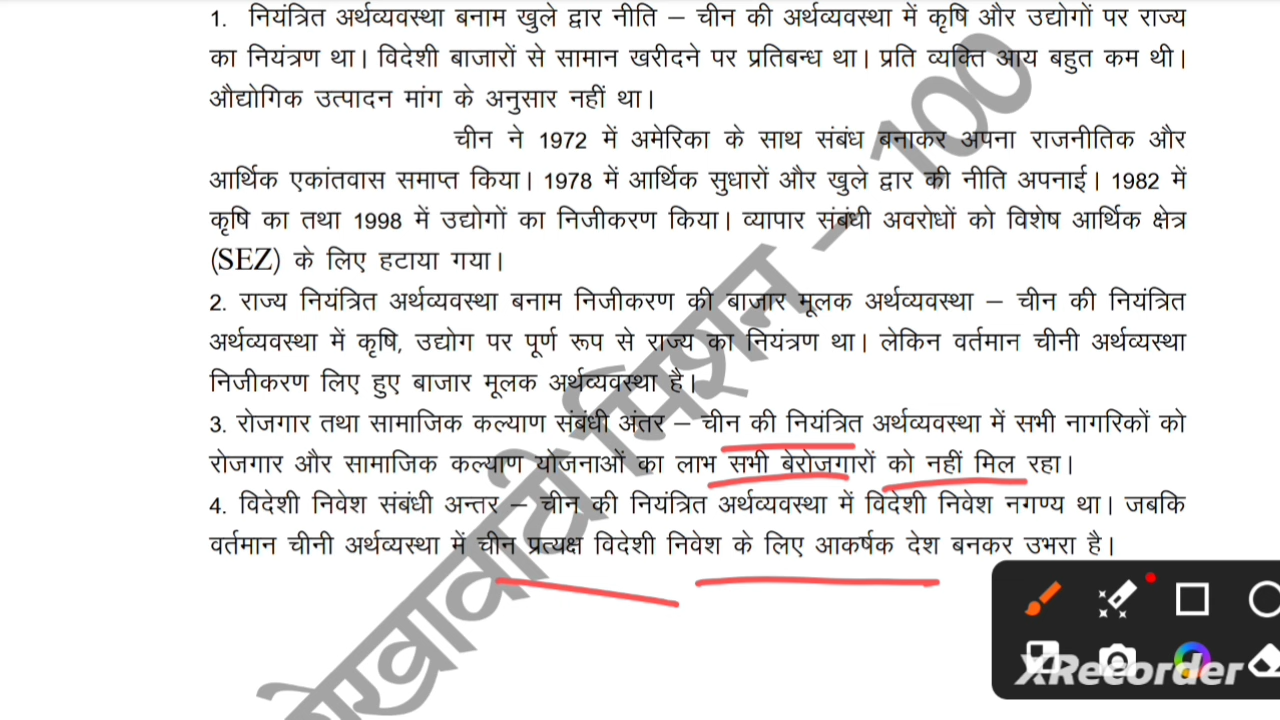 1. नियंत्रित अर्थव्यवस्था बनाम खुले द्वार नीति – चीन की अर्थव्यवस्था में कृषि और उद्योगों पर राज्य
का नियंत्रण था। विदेशी बाजारों से सामान खरीदने पर प्रतिबन्ध था। प्रति व्यक्ति आय बहुत कम थी।
औद्योगिक उत्पादन मांग के अनुसार नहीं था।
चीन ने 1972 में अमेरिका के साथ संबंध बनाकर अपना राजनीतिक और
आर्थिक एकांतवास समाप्त किया। 1978 में आर्थिक सुधारों और खुले द्वार की नीति अपनाई। 1982 में
कृषि का तथा 1998 में उद्योगों का निजीकरण किया। व्यापार संबंधी अवरोधों को विशेष आर्थिक क्षेत्र
(SEZ) के लिए हटाया गया।
2. राज्य नियंत्रित अर्थव्यवस्था बनाम निजीकरण की बाजार मूलक अर्थव्यवस्था – चीन की नियंत्रित
अर्थव्यवस्था में कृषि, उद्योग पर पूर्ण रूप से राज्य का नियंत्रण था। लेकिन वर्तमान चीनी अर्थव्यस्था
निजीकरण लिए हुए बाजार मूलक अर्थव्यवस्था है।
3. रोजगार तथा सामाजिक कल्याण संबंधी अंतर – चीन की नियंत्रित अर्थव्यवस्था में सभी नागरिकों को
रोजगार और सामाजिक कल्याण योजनाओं का लाभ सभी बेरोजगारों को नहीं मिल रहा।
4. विदेशी निवेश संबंधी अन्तर – चीन की नियंत्रित अर्थव्यवस्था में विदेशी निवेश नगण्य था। जबकि
वर्तमान चीनी अर्थव्यस्था में चीन प्रत्यक्ष विदेशी निवेश के लिए आकर्षक देश बनकर उभरा है।
शेखावाटी मिशन – 100
XRecorder